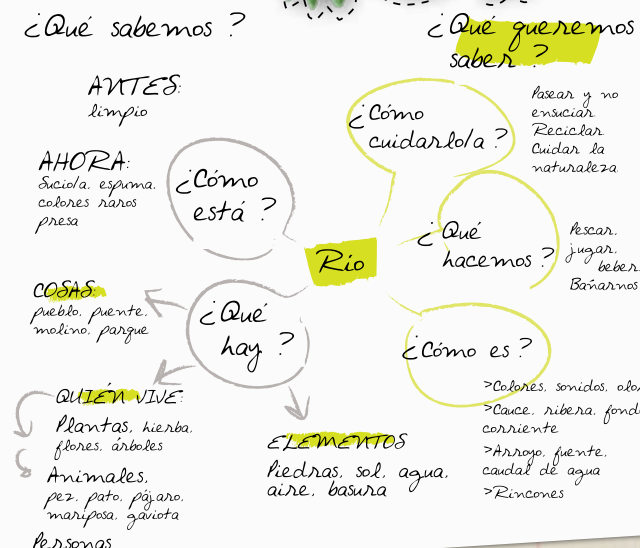 ¿Qué sabemos ?
¿Qué queremos
saber ?
ANTES:
limpio
AHORA:
Sucio/a, espuma,
colores raros
presa
¿Cómo
está ?
¿Cómo
cuidarlo/a ?
Pasear y no
ensuciar
Reciclar
Cuidar la
naturaleza
Río
¿Qué
hacemos ?
Pescar,
jugar,
beber,
Bañarnos
COSAS:
pueblo, puente,
molino, parque
¿Qué
hay ?
¿Cómo es ?
>Colores, sonidos, olo
>Cauce, ribera, fond
corriente
>Arroyo, fuente,
caudal de agua
>Rincones
QUIÉN VIVE:
Plantas, hierba,
flores, árboles
Animales,
pez, pato, pájaro,
mariposa, gaviota
Personas
ELEMENTOS
Piedras, sol, agua,
aire, basura